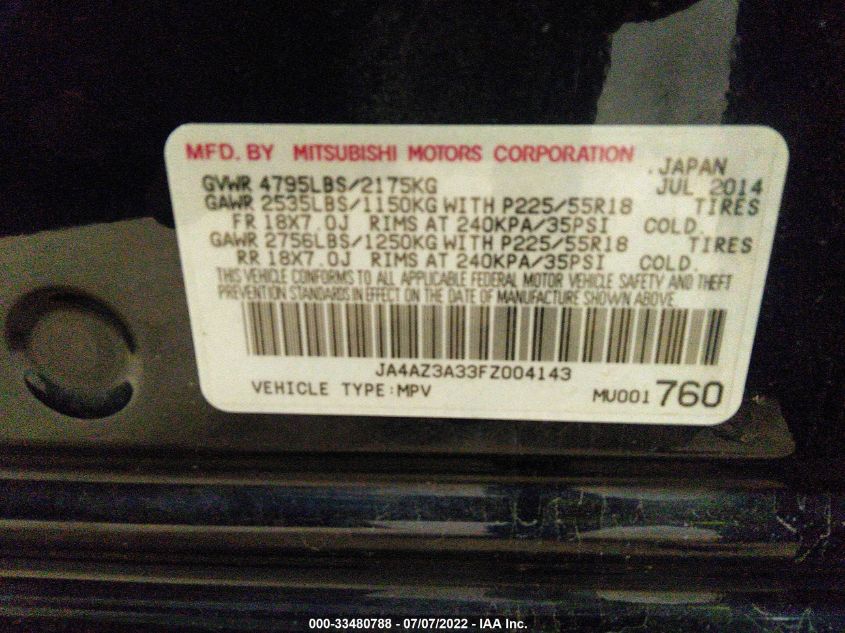 MFD. BY MITSUBISHI MOTORS CORPORATION .JAPAN
GVWR 4795LBS/2175KG JUL 2014
GAWR 2535LBS/1150KG WITH P225/55R18 TIRES
FR 18X7.0J RIMS AT 240KPA/35PSI COLD.
GAWR 2756LBS/1250KG WITH P225/55R18 TIRES
RR 18X7.0J RIMS AT 240KPA/35PSI COLD.
THIS VEHICLE CONFORMS TO ALL APPLICABLE FEDERAL MOTOR VEHICLE SAFETY AND THEFT
PREVENTION STANDARDS IN EFFECT ON THE DATE OF MANUFACTURE SHOWN ABOVE.
JA4AZ3A33FZ004143
VEHICLE TYPE:MPV MU001 760
000-33480788 - 07/07/2022 - IAA Inc.